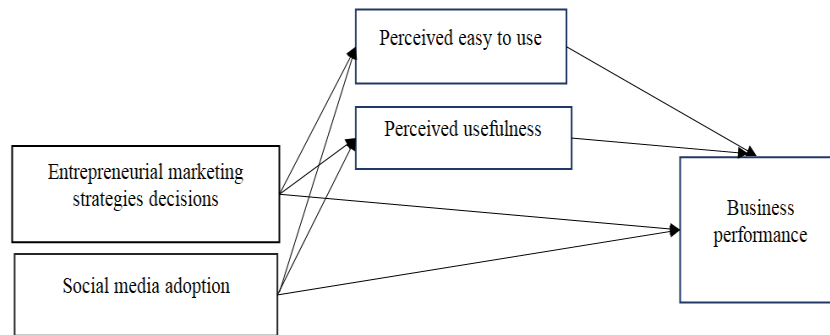 Perceived easy to use
Perceived usefulness
Entrepreneurial marketing
strategies decisions
Business
performance
Social media adoption